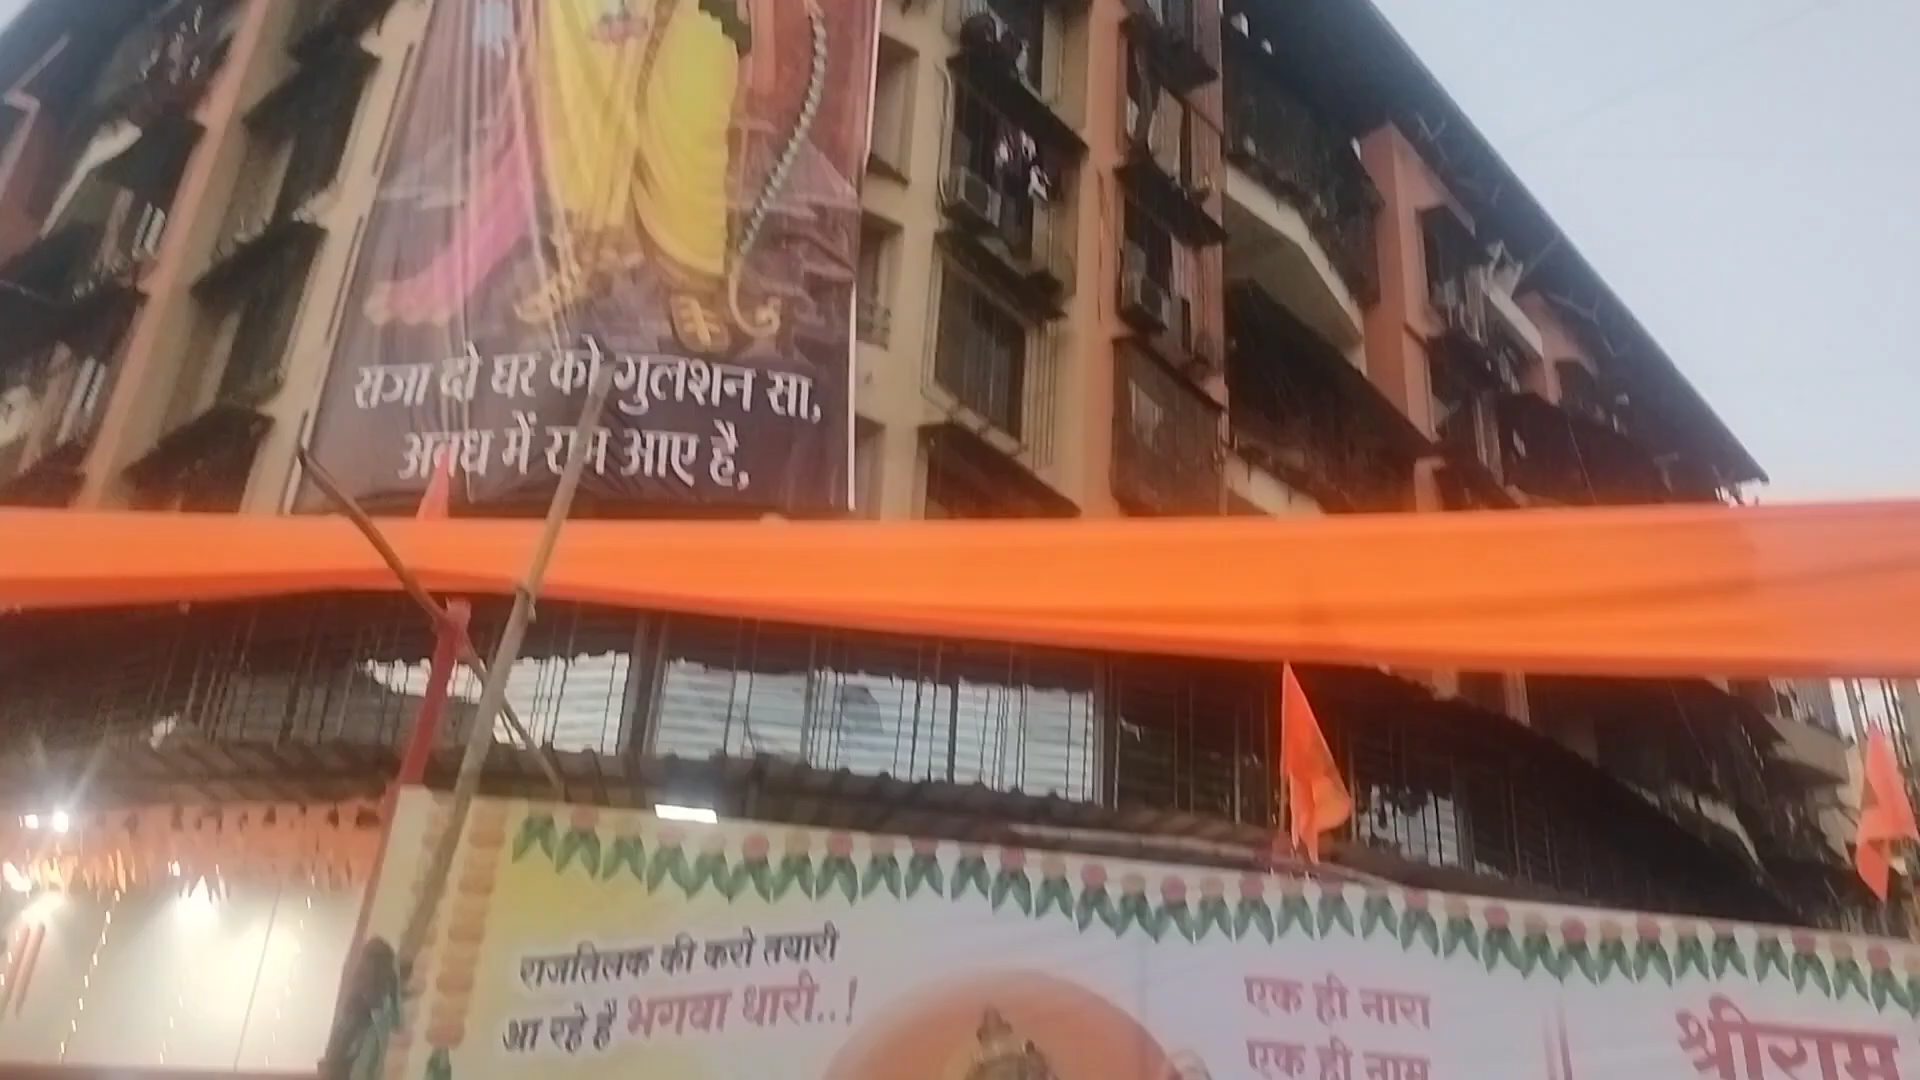 सजा दो घर को गुलशन सा,
अवध में राम आए है,
राजतिलक की करो तयारी
आ रहे हैं भगवा धारी..!
एक ही नारा
एक ही नाम
श्रीराम